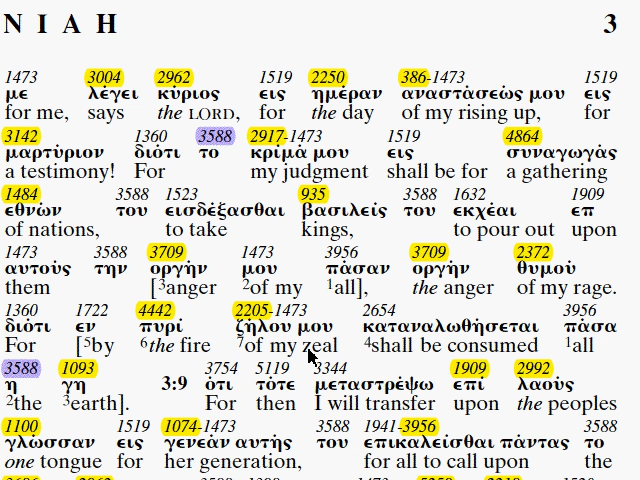 NIAH 3
1473 3004 2962 1519 2250 386-1473 1519
με λέγει κύριος εις ημέραν αναστάσεώς μου εις
for me, says the LORD, for the day of my rising up, for
3142 1360 3588 2917-1473 1519 4864
μαρτύριον διότι το κρίμά μου εις συναγωγάς
a testimony! For my judgment shall be for a gathering
1484 3588 1523 935 3588 1632 1909
εθνών του εισδέξασθαι βασιλείς του εκχέαι επ
of nations, to take kings, to pour out upon
1473 3588 3709 1473 3956 3709 2372
αυτούς την οργήν μου πάσαν οργήν θυμού
them [3anger 2of my 1all], the anger of my rage.
1360 1722 4442 2205-1473 2654 3956
διότι εν πυρί ζήλου μου καταναλωθήσεται πάσα
For [5by 6the fire 7of my zeal 4shall be consumed 1all
3588 1093 3754 5119 3344 1909 2992
η γη 3:9 ότι τότε μεταστρέψω επί λαούς
2the 3earth]. For then I will transfer upon the peoples
1100 1519 1074-1473 3588 1941-3956 3588
γλώσσαν εις γενεάν αυτής του επικαλείσθαι πάντας το
one tongue for her generation, for all to call upon the